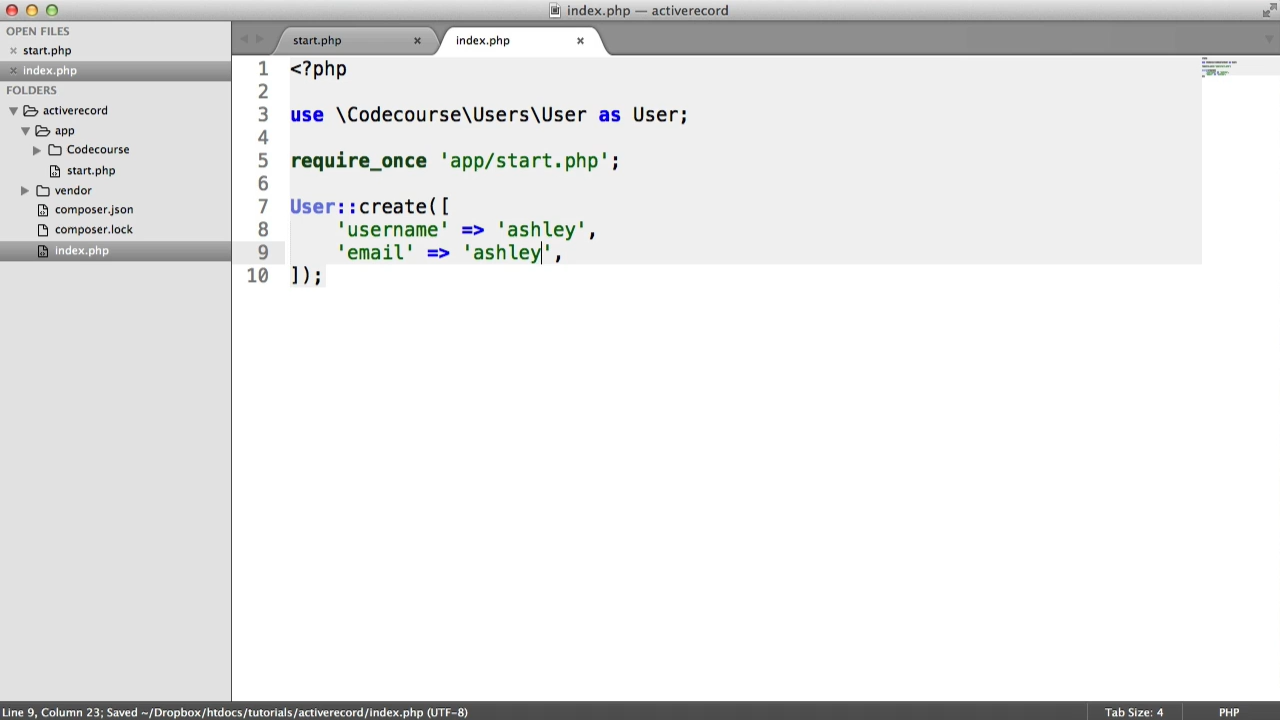 index.php — activerecord
OPEN FILES
× start.php
× index.php
FOLDERS
activerecord
app
Codecourse
start.php
vendor
composer.json
composer.lock
index.php
start.php ×
index.php ×
1 <?php
2
3 use \Codecourse\Users\User as User;
4
5 require_once 'app/start.php';
6
7 User::create([
8 'username' => 'ashley',
9 'email' => 'ashley',
10 ]);
Line 9, Column 23; Saved ~/Dropbox/htdocs/tutorials/activerecord/index.php (UTF-8)
Tab Size: 4
PHP